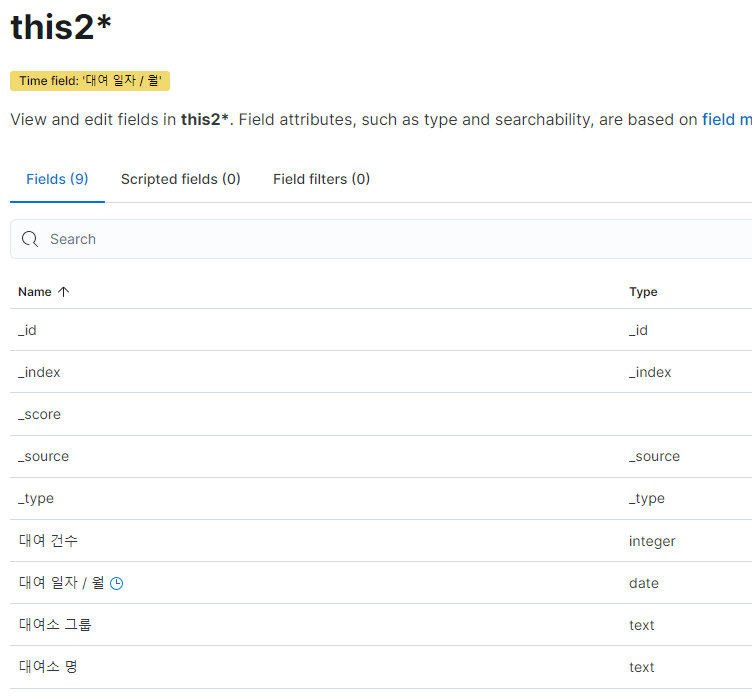 this2*
Time field: '대여 일자 / 월'
View and edit fields in this2*. Field attributes, such as type and searchability, are based on field m
Fields (9) Scripted fields (0) Field filters (0)
Search
Name Type
_id _id
_index _index
_score
_source _source
_type _type
대여 건수 integer
대여 일자 / 월 date
대여소 그룹 text
대여소 명 text